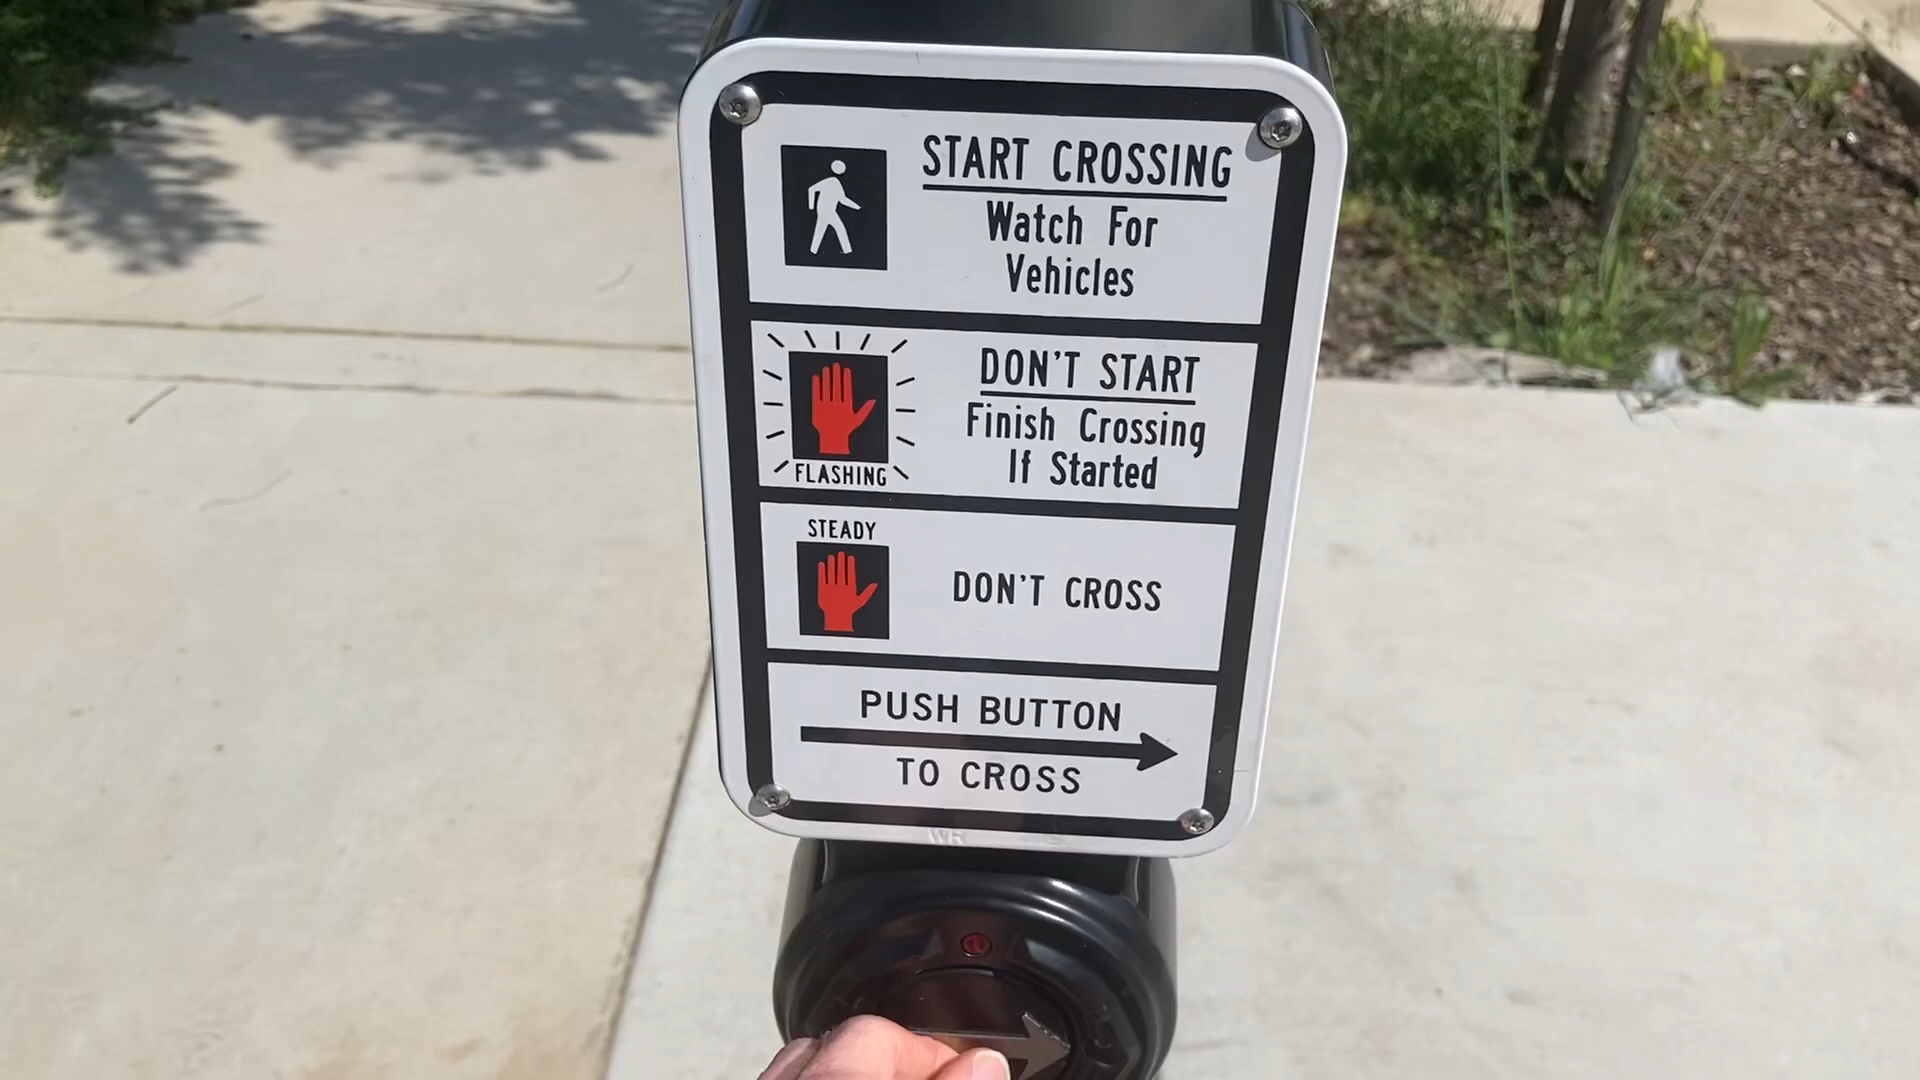 START CROSSING
Watch For
Vehicles
DON'T START
Finish Crossing
If Started
FLASHING
STEADY
DON'T CROSS
PUSH BUTTON
TO CROSS